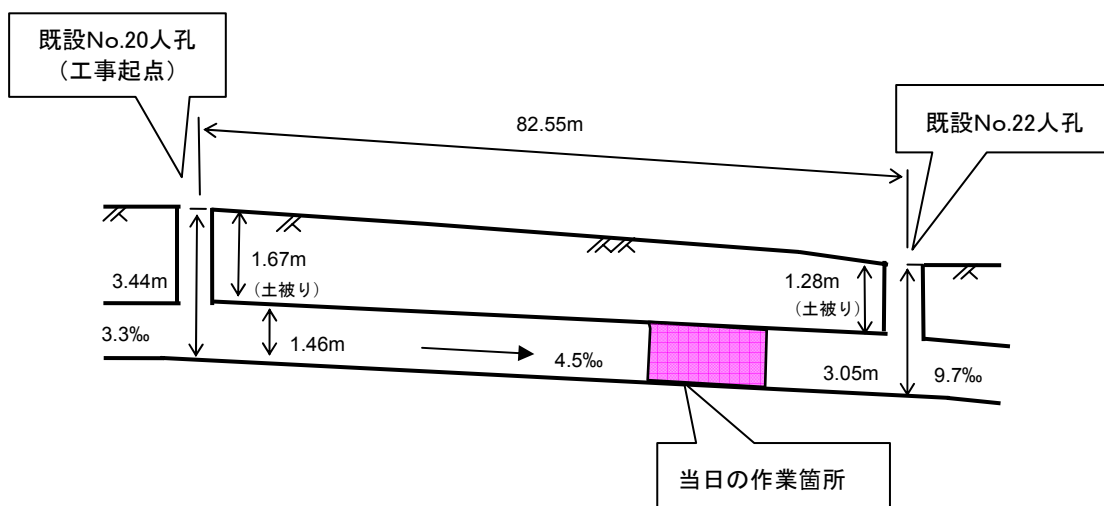 既設No.20人孔
（工事起点）
82.55m
既設No.22人孔
3.44m
1.67m
（土被り）
1.28m
（土被り）
3.3‰
1.46m
4.5‰
3.05m
9.7‰
当日の作業箇所